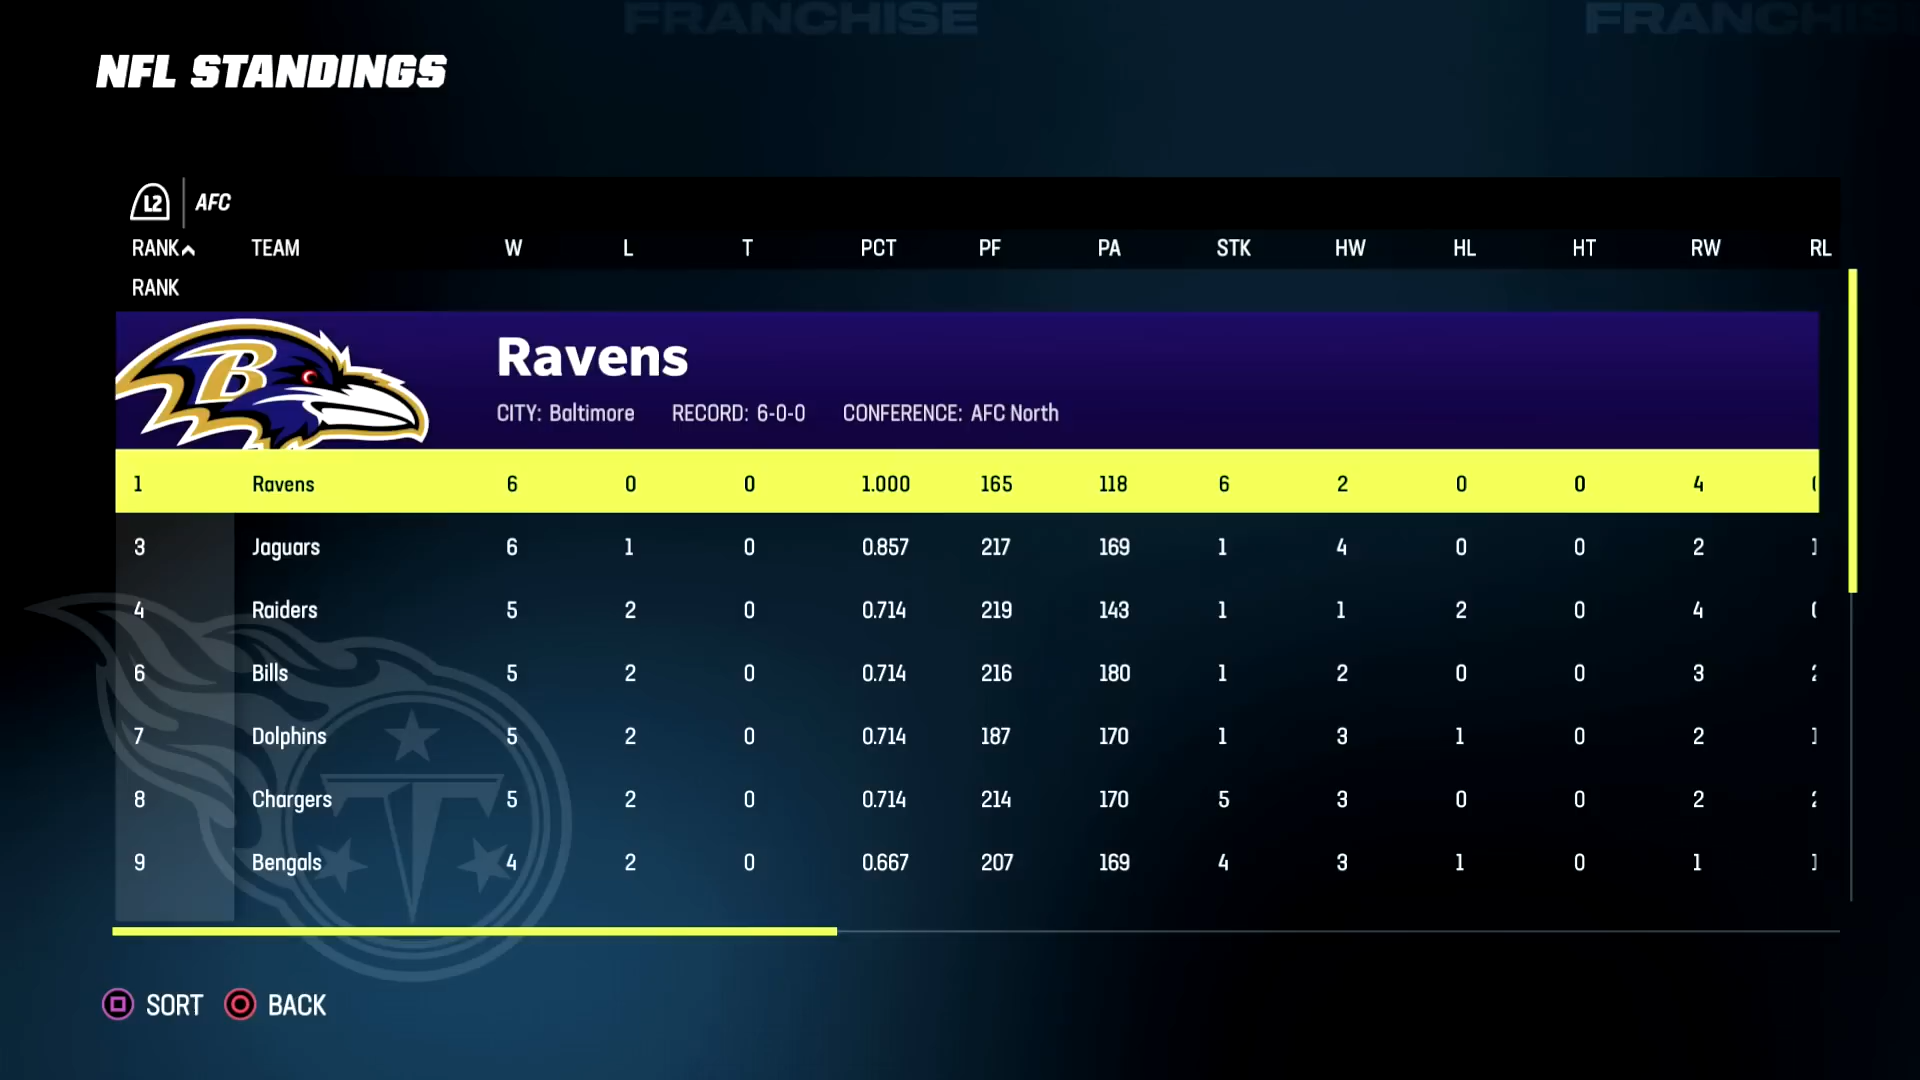 FRANCHISE FRANCHIS
NFL STANDINGS
L2 AFC
RANK TEAM W L T PCT PF PA STK HW HL HT RW RL
RANK
B
Ravens
CITY: Baltimore RECORD: 6-0-0 CONFERENCE: AFC North
1 Ravens 6 0 0 1.000 165 118 6 2 0 0 4
3 Jaguars 6 1 0 0.857 217 169 1 4 0 0 2
4 Raiders 5 2 0 0.714 219 143 1 1 2 0 4
6 Bills 5 2 0 0.714 216 180 1 2 0 0 3
7 Dolphins 5 2 0 0.714 187 170 1 3 1 0 2
8 Chargers 5 2 0 0.714 214 170 5 3 0 0 2
9 Bengals 4 2 0 0.667 207 169 4 3 1 0 1
SORT BACK